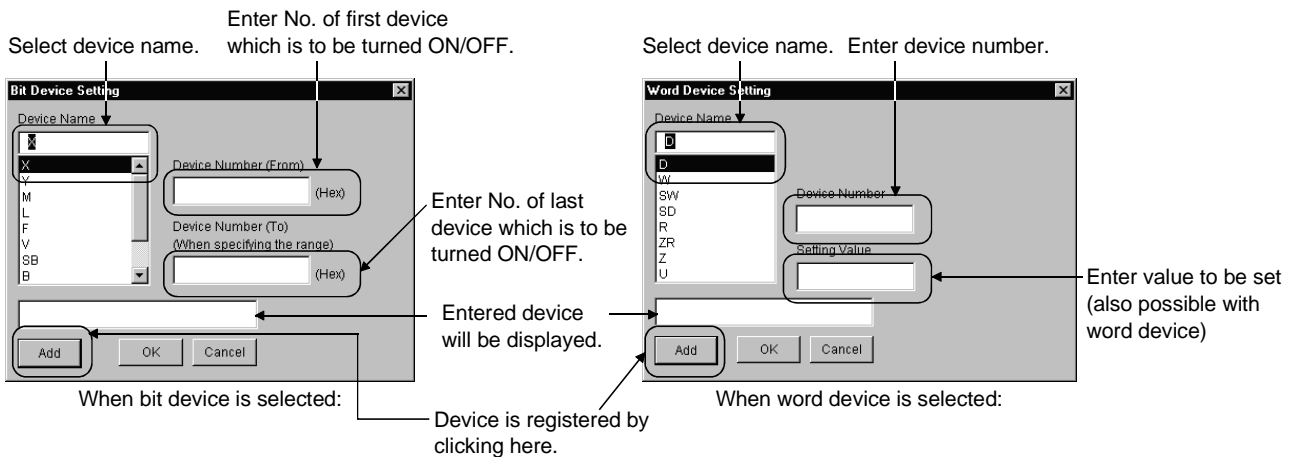 Enter No. of first device
which is to be turned ON/OFF.
Select device name.
Bit Device Setting
Device Name
X
X
Y
M
L
F
V
SB
B
Device Number (From)
(Hex)
Device Number (To)
(When specifying the range)
(Hex)
Add
OK
Cancel
When bit device is selected:
Enter No. of last
device which is to be
turned ON/OFF.
Entered device
will be displayed.
Device is registered by
clicking here.
Select device name.
Enter device number.
Word Device Setting
Device Name
D
D
W
SW
SD
R
ZR
Z
U
Device Number
Setting Value
Add
OK
Cancel
When word device is selected:
Enter value to be set
(also possible with
word device)